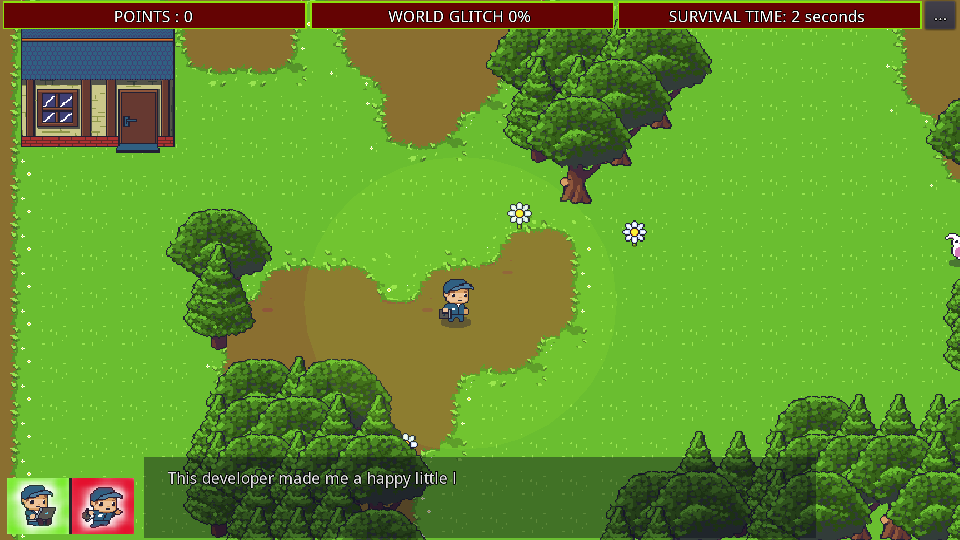 POINTS : 0
WORLD GLITCH 0%
SURVIVAL TIME: 2 seconds
...
This developer made me a happy little l